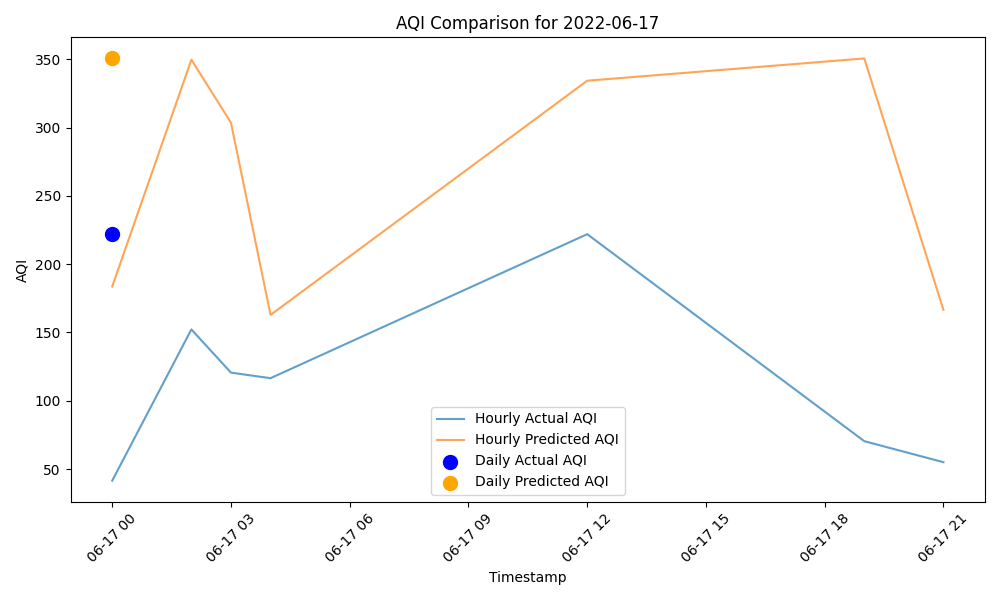 AQI Comparison for 2022-06-17
AQI
350
300
250
200
150
100
50
Hourly Actual AQI
Hourly Predicted AQI
Daily Actual AQI
Daily Predicted AQI
06-17 00
06-17 03
06-17 06
06-17 09
06-17 12
06-17 15
06-17 18
06-17 21
Timestamp